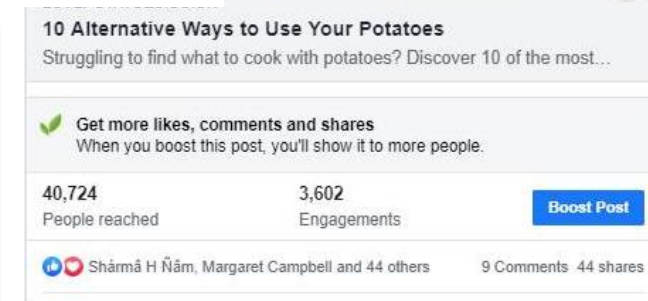 10 Alternative Ways to Use Your Potatoes
Struggling to find what to cook with potatoes? Discover 10 of the most...
Get more likes, comments and shares
When you boost this post, you'll show it to more people.
40,724 3,602
People reached Engagements
Boost Post
Shármâ H Ñâm, Margaret Campbell and 44 others 9 Comments 44 shares